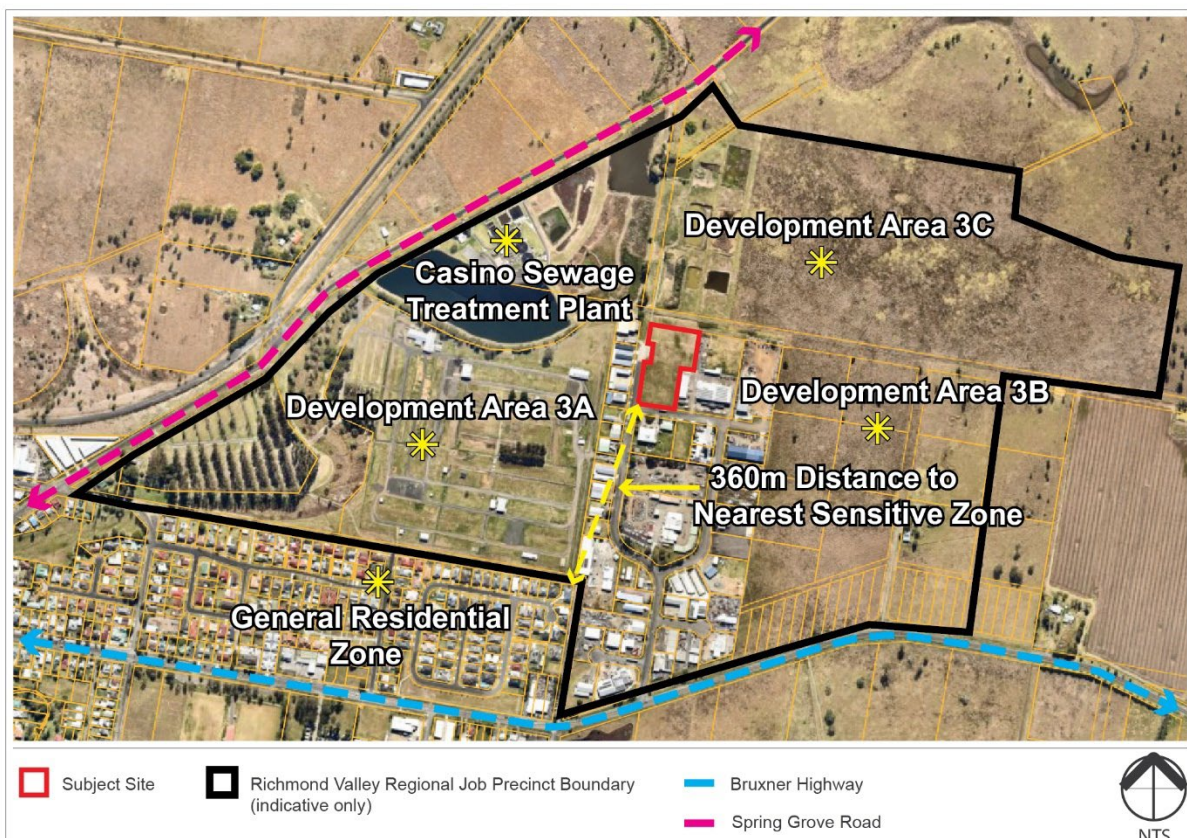 Development Area 3C
Casino Sewage
Treatment Plant
Development Area 3A
Development Area 3B
360m Distance to
Nearest Sensitive Zone
General Residential
Zone
Subject Site
Richmond Valley Regional Job Precinct Boundary
(indicative only)
Bruxner Highway
Spring Grove Road
NTS